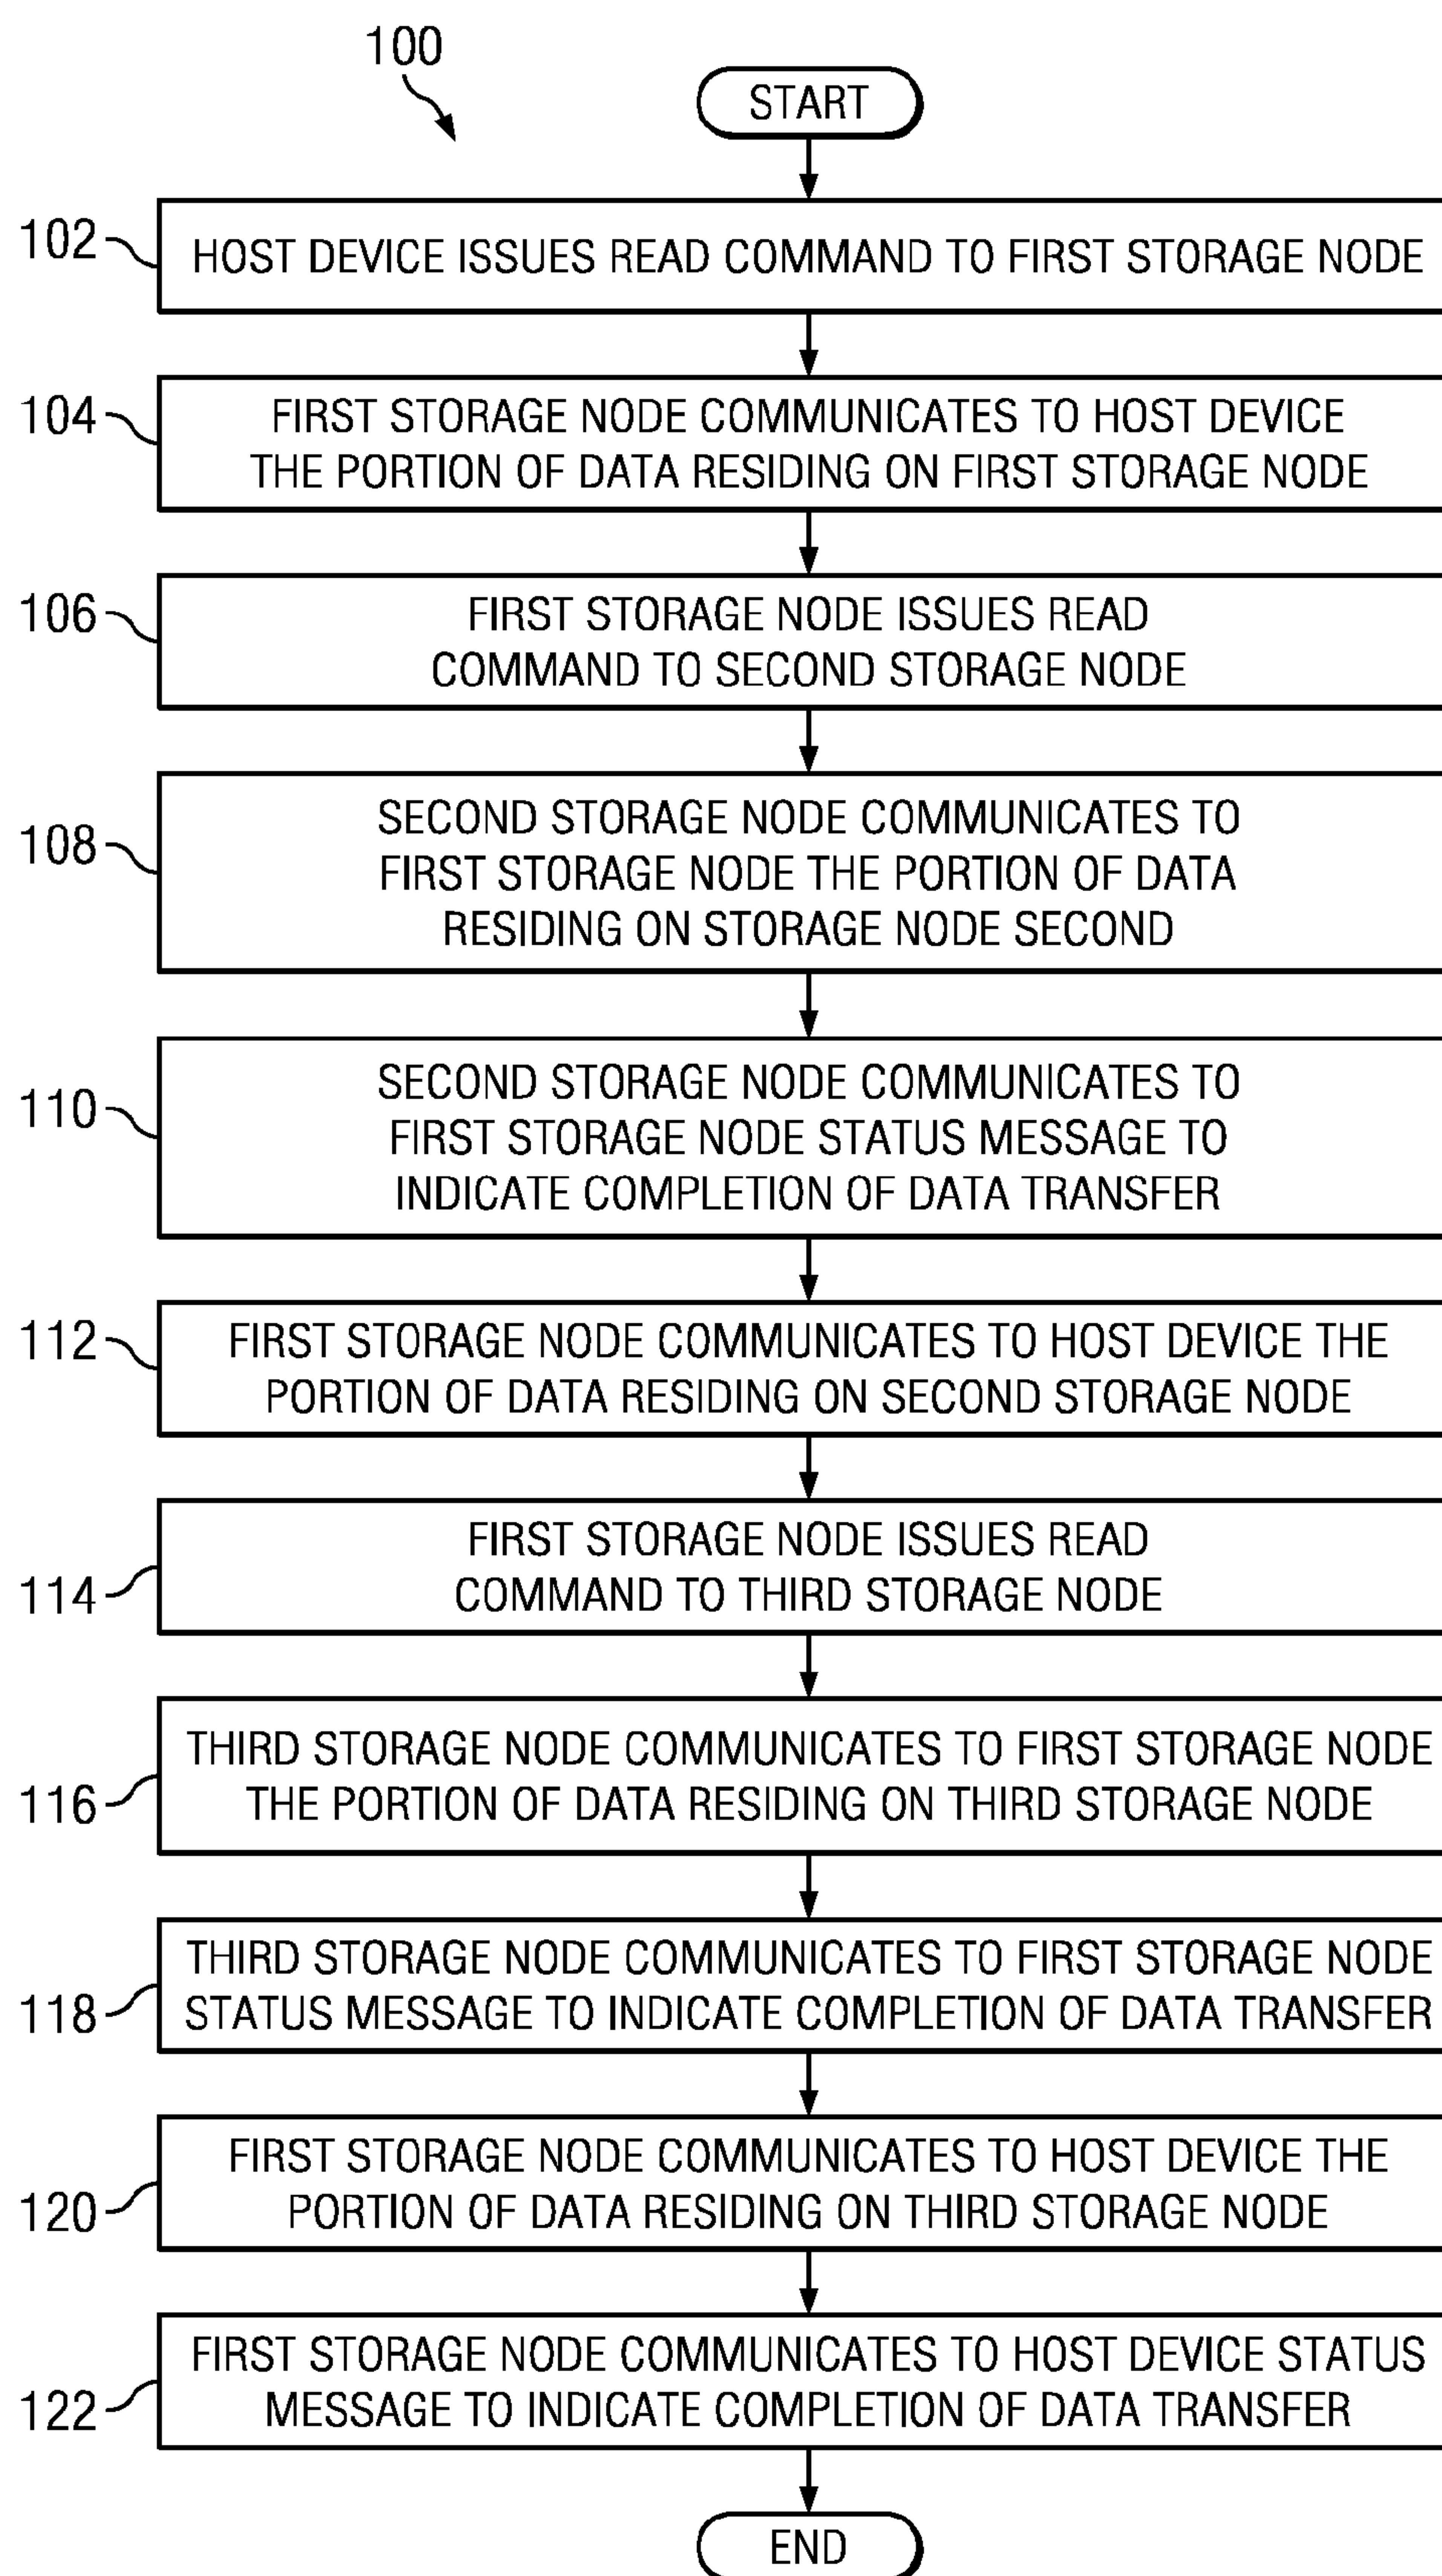 100
START
102
HOST DEVICE ISSUES READ COMMAND TO FIRST STORAGE NODE
104
FIRST STORAGE NODE COMMUNICATES TO HOST DEVICE
THE PORTION OF DATA RESIDING ON FIRST STORAGE NODE
106
FIRST STORAGE NODE ISSUES READ
COMMAND TO SECOND STORAGE NODE
108
SECOND STORAGE NODE COMMUNICATES TO
FIRST STORAGE NODE THE PORTION OF DATA
RESIDING ON STORAGE NODE SECOND
110
SECOND STORAGE NODE COMMUNICATES TO
FIRST STORAGE NODE STATUS MESSAGE TO
INDICATE COMPLETION OF DATA TRANSFER
112
FIRST STORAGE NODE COMMUNICATES TO HOST DEVICE THE
PORTION OF DATA RESIDING ON SECOND STORAGE NODE
114
FIRST STORAGE NODE ISSUES READ
COMMAND TO THIRD STORAGE NODE
116
THIRD STORAGE NODE COMMUNICATES TO FIRST STORAGE NODE
THE PORTION OF DATA RESIDING ON THIRD STORAGE NODE
118
THIRD STORAGE NODE COMMUNICATES TO FIRST STORAGE NODE
STATUS MESSAGE TO INDICATE COMPLETION OF DATA TRANSFER
120
FIRST STORAGE NODE COMMUNICATES TO HOST DEVICE THE
PORTION OF DATA RESIDING ON THIRD STORAGE NODE
122
FIRST STORAGE NODE COMMUNICATES TO HOST DEVICE STATUS
MESSAGE TO INDICATE COMPLETION OF DATA TRANSFER
END